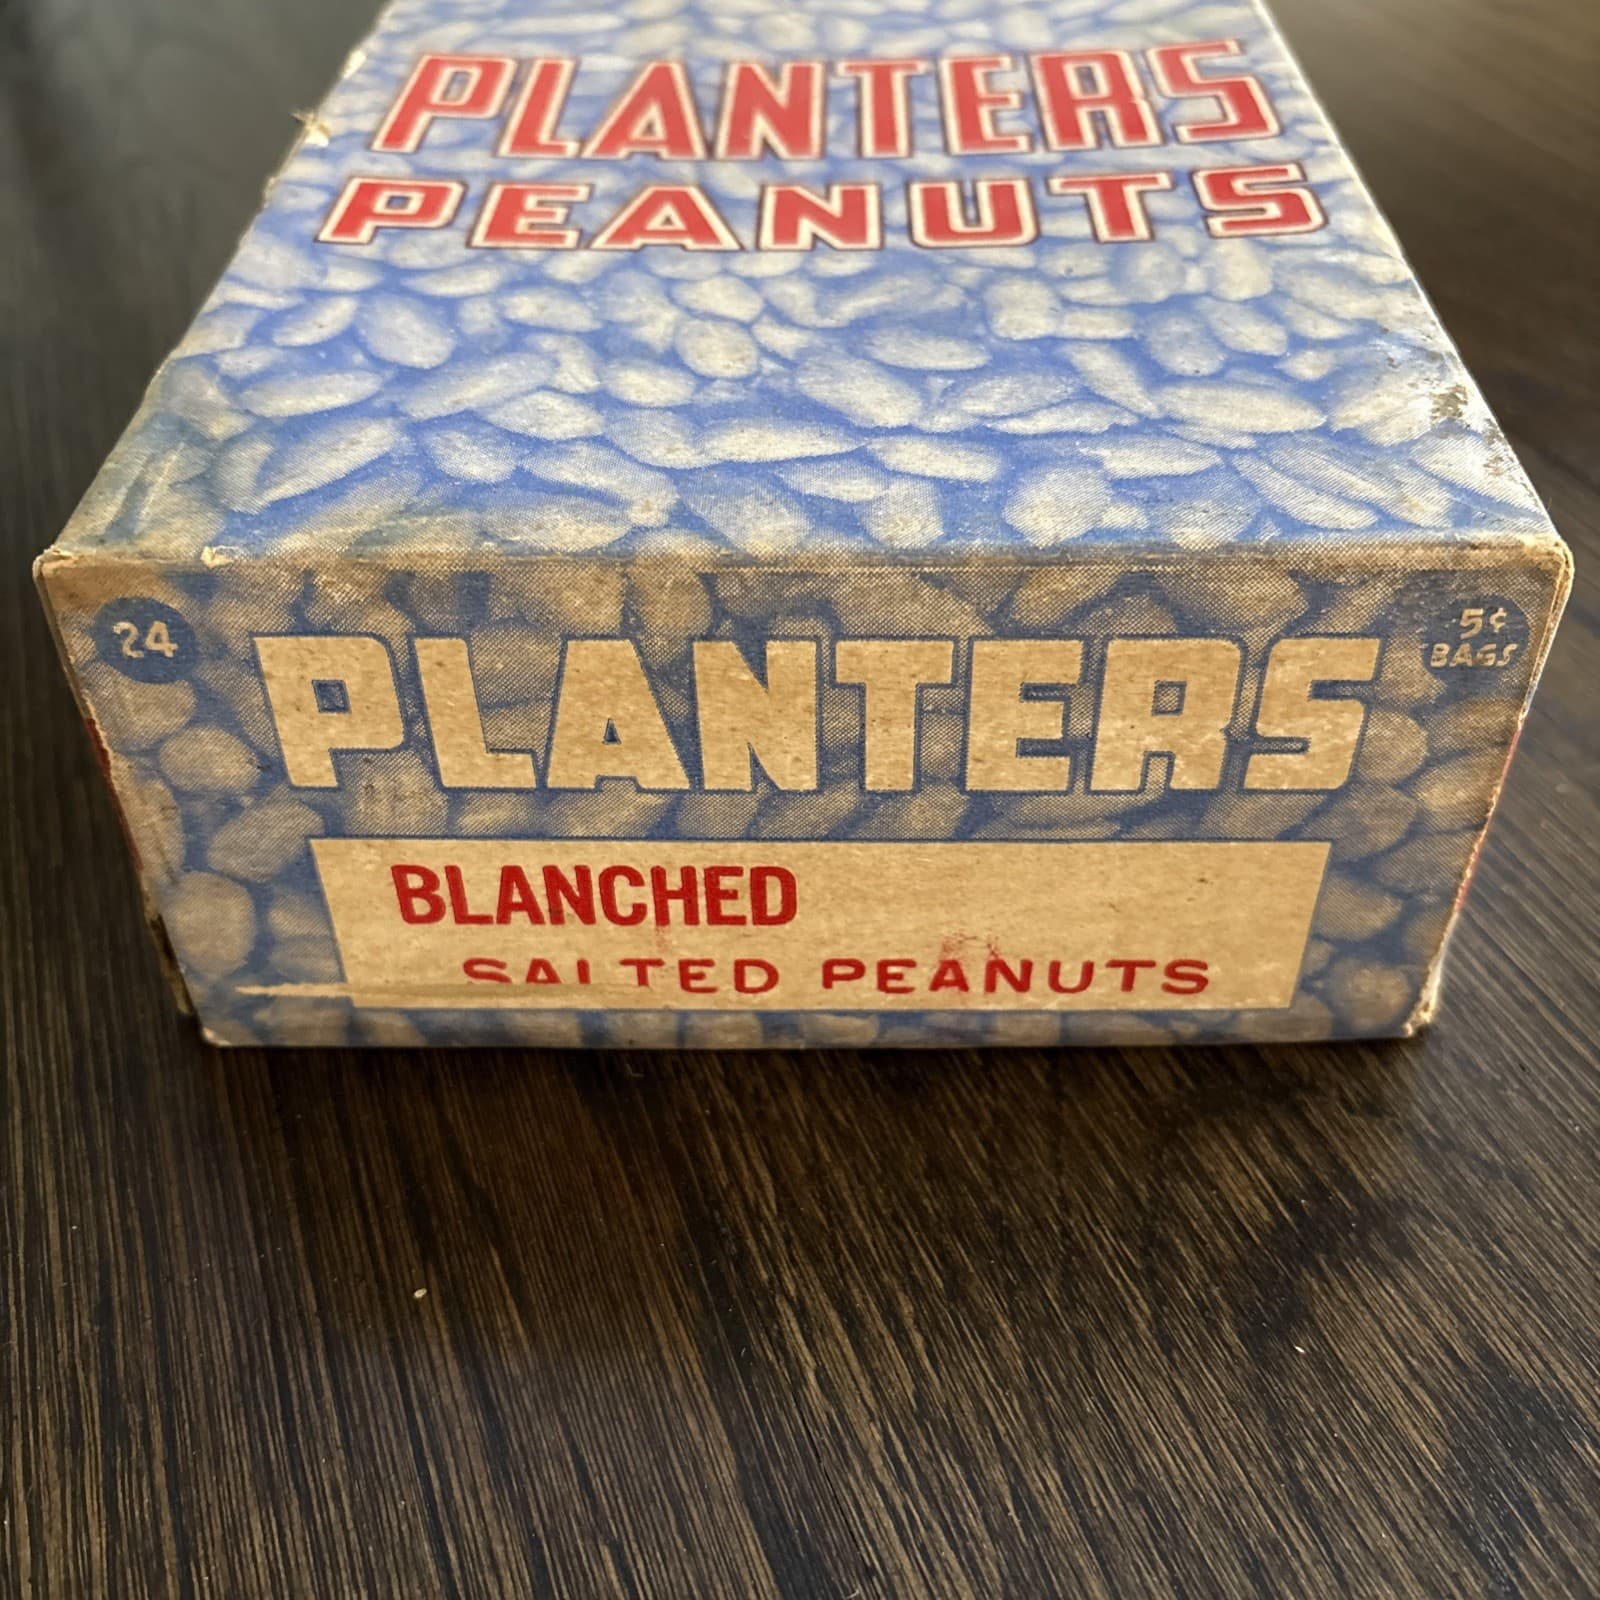 PLANTERS
PEANUTS
24
PLANTERS
5¢
BAGS
BLANCHED
SALTED PEANUTS